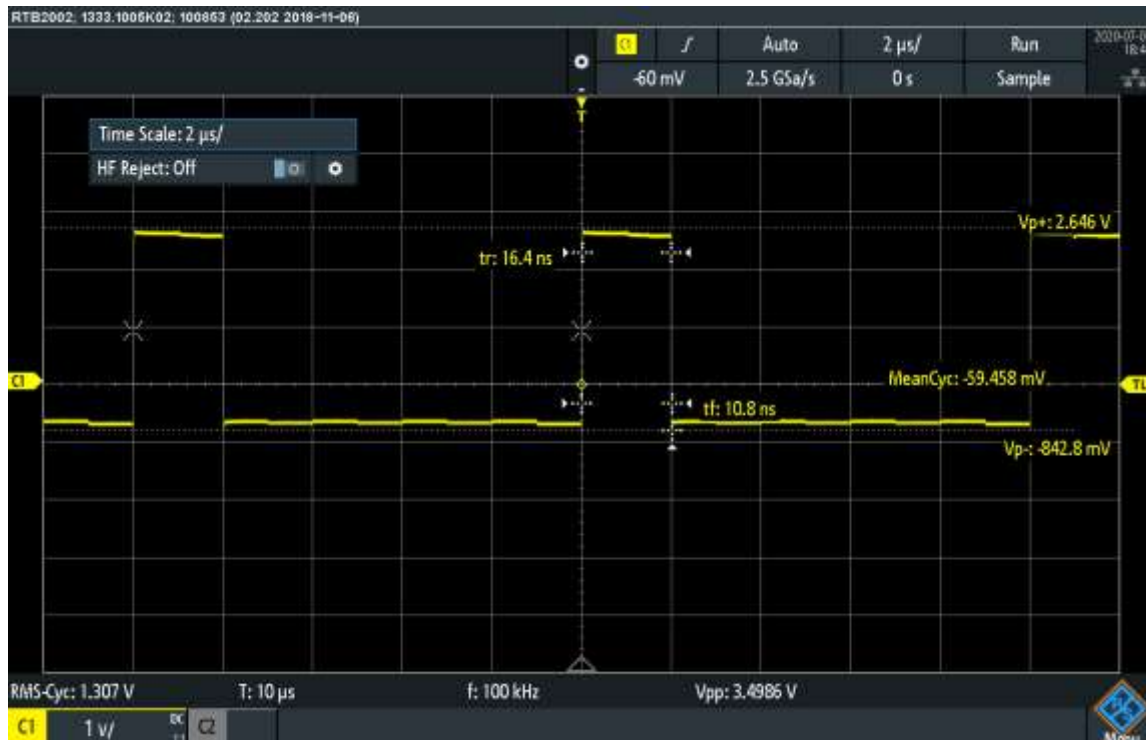 RTB2002; 1333.1005K02; 100863 (02.202 2018-11-06)
C1 Auto 2 µs/ Run
-60 mV 2.5 GSa/s 0 s Sample
T
Time Scale: 2 µs/
HF Reject: Off
Vp+: 2.646 V
tr: 16.4 ns
C1
MeanCyc: -59.458 mV
TL
tf: 10.8 ns
Vp-: -842.8 mV
RMS-Cyc: 1.307 V T: 10 µs f: 100 kHz Vpp: 3.4986 V
C1 1 V/ DC C2
Menu